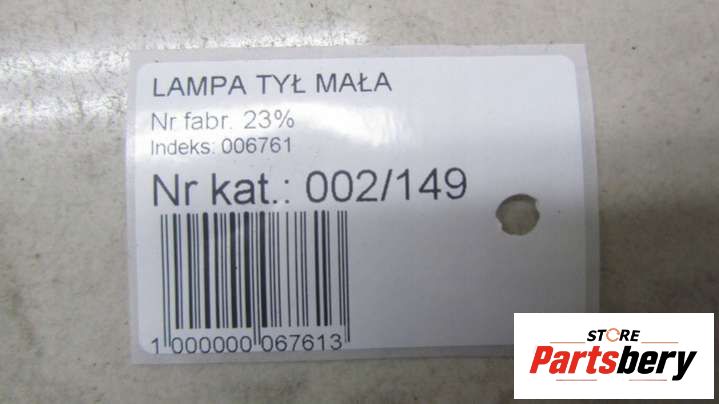 LAMPA TYŁ MAŁA
Nr fabr. 23%
Indeks: 006761
Nr kat.: 002/149
1 000000 067613
STORE
Partsbery